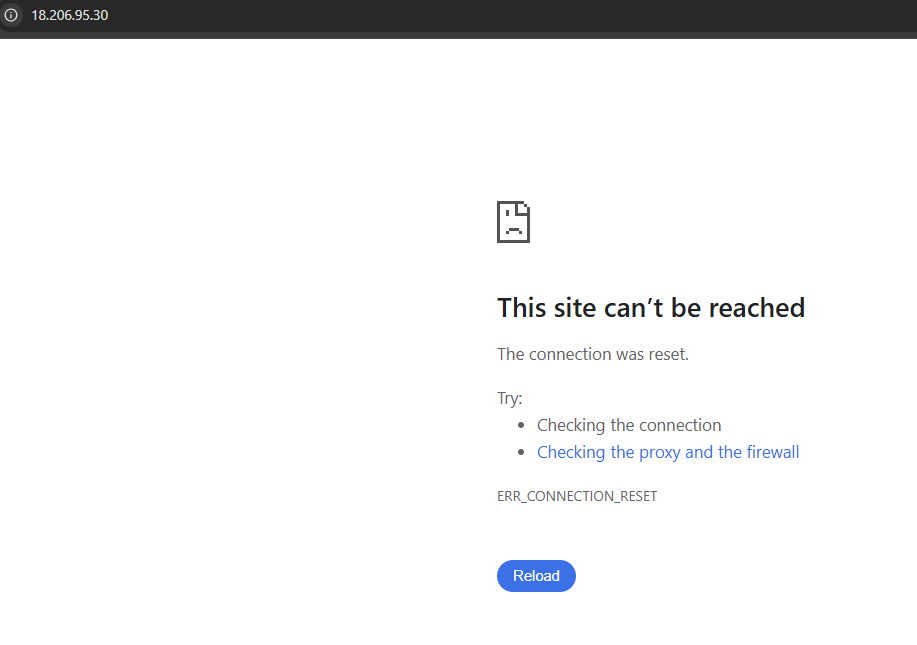 18.206.95.30
This site can’t be reached
The connection was reset.
Try:
Checking the connection
Checking the proxy and the firewall
ERR_CONNECTION_RESET
Reload